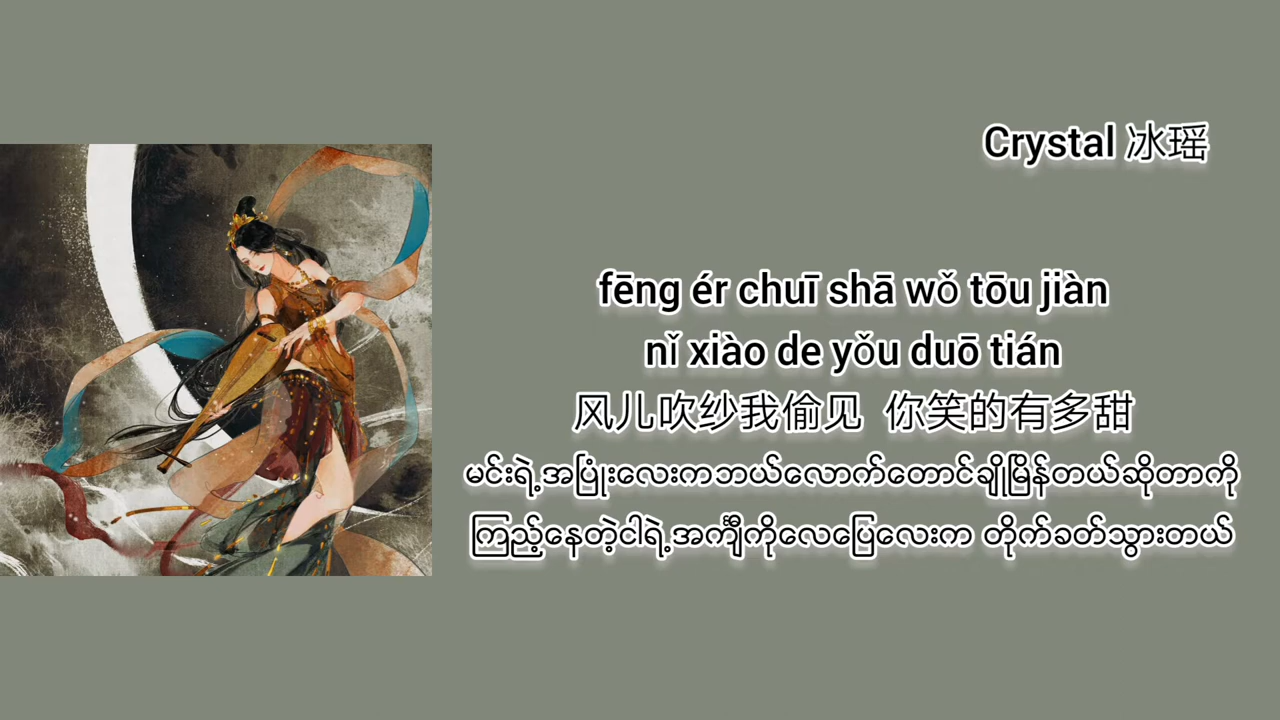 Crystal 冰瑶
fēng ér chuī shā wǒ tōu jiàn
nǐ xiào de yǒu duō tián
风儿吹纱我偷见 你笑的有多甜
မင်းရဲ့အပြုံးလေးကဘယ်လောက်တောင်ချိုမြိန်တယ်ဆိုတာကို
ကြည့်နေတဲ့ငါရဲ့အင်္ကျီကိုလေပြေလေးက တိုက်ခတ်သွားတယ်